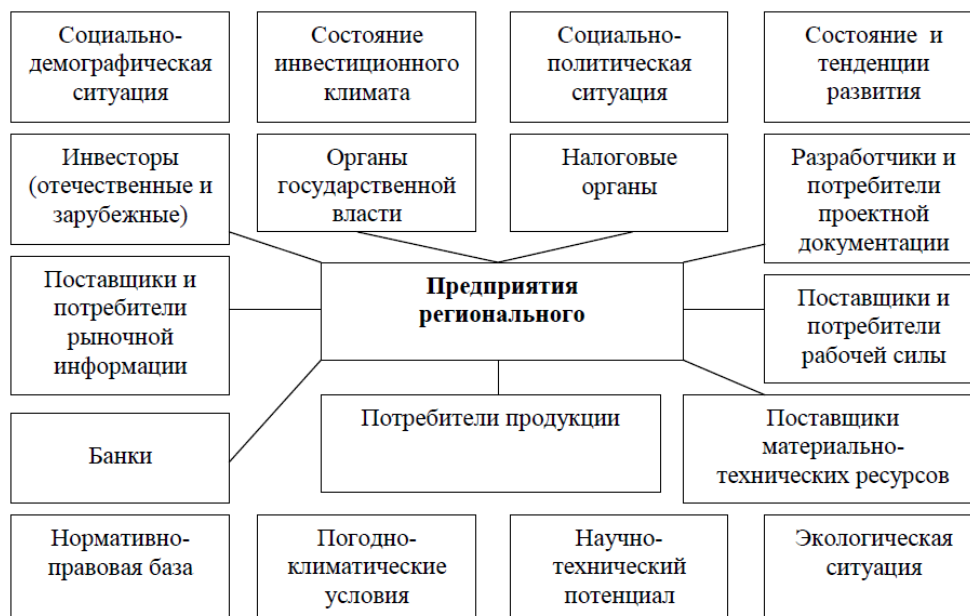 Социально-
демографическая
ситуация
Состояние
инвестиционного
климата
Социально-
политическая
ситуация
Состояние и
тенденции
развития
Инвесторы
(отечественные и
зарубежные)
Органы
государственной
власти
Налоговые
органы
Разработчики и
потребители
проектной
документации
Поставщики и
потребители
рыночной
информации
Предприятия
регионального
Поставщики и
потребители
рабочей силы
Банки
Потребители продукции
Поставщики
материально-
технических ресурсов
Нормативно-
правовая база
Погодно-
климатические
условия
Научно-
технический
потенциал
Экологическая
ситуация